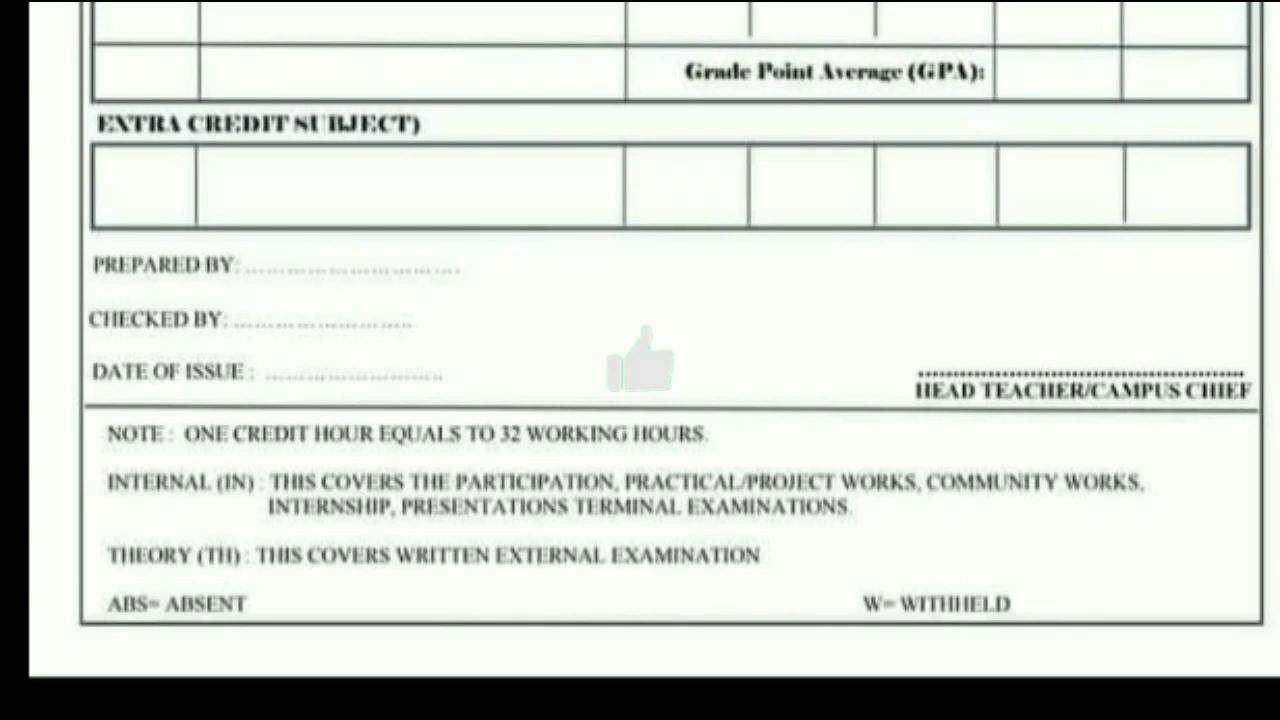 Grade Point Average (GPA):
EXTRA CREDIT SUBJECT)
PREPARED BY: ....................................
CHECKED BY: ..............................
DATE OF ISSUE : ..............................
......................................................
HEAD TEACHER/CAMPUS CHIEF
NOTE : ONE CREDIT HOUR EQUALS TO 32 WORKING HOURS.
INTERNAL (IN) : THIS COVERS THE PARTICIPATION, PRACTICAL/PROJECT WORKS, COMMUNITY WORKS,
INTERNSHIP, PRESENTATIONS TERMINAL EXAMINATIONS.
THEORY (TH) : THIS COVERS WRITTEN EXTERNAL EXAMINATION
ABS= ABSENT W= WITHHELD